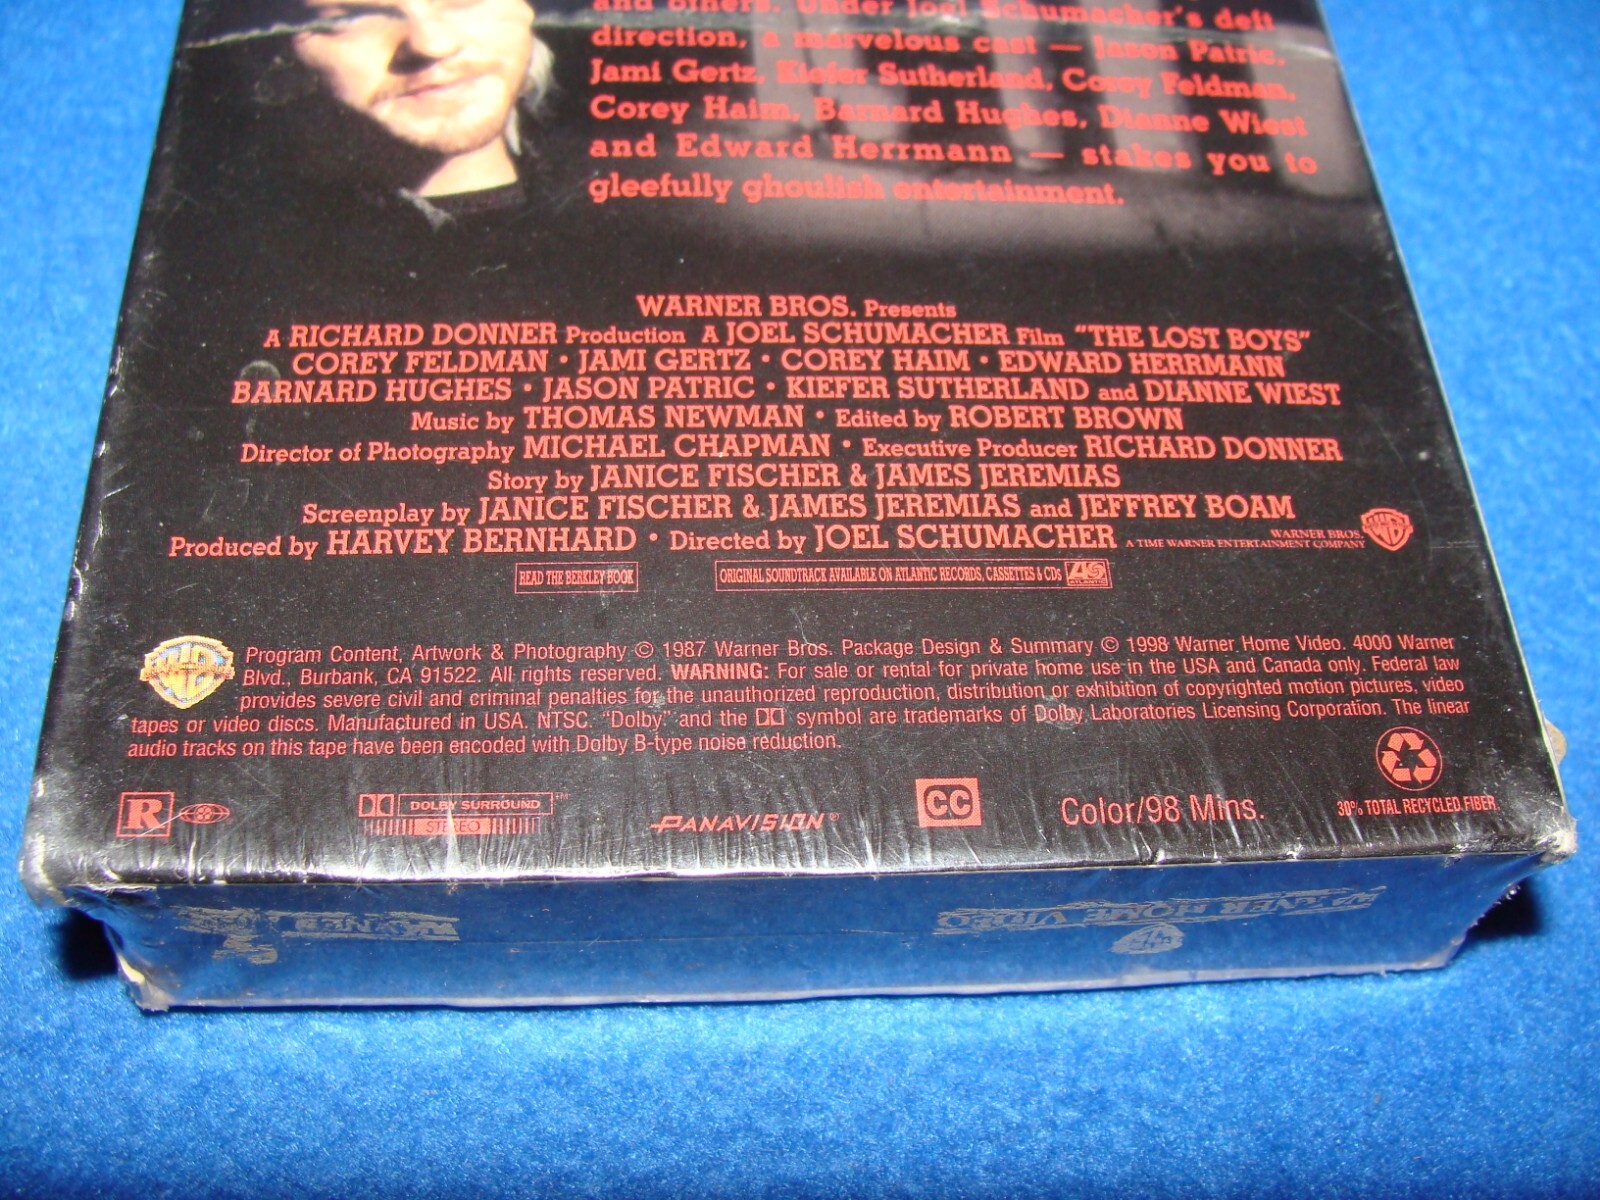 and others. Under Joel Schumacher's deft
direction, a marvelous cast — Jason Patric,
Jami Gertz, Kiefer Sutherland, Corey Feldman,
Corey Haim, Barnard Hughes, Dianne Wiest
and Edward Herrmann — stakes you to
gleefully ghoulish entertainment.
WARNER BROS. Presents
A RICHARD DONNER Production A JOEL SCHUMACHER Film "THE LOST BOYS"
COREY FELDMAN · JAMI GERTZ · COREY HAIM · EDWARD HERRMANN
BARNARD HUGHES · JASON PATRIC · KIEFER SUTHERLAND and DIANNE WIEST
Music by THOMAS NEWMAN · Edited by ROBERT BROWN
Director of Photography MICHAEL CHAPMAN · Executive Producer RICHARD DONNER
Story by JANICE FISCHER & JAMES JEREMIAS
Screenplay by JANICE FISCHER & JAMES JEREMIAS and JEFFREY BOAM
Produced by HARVEY BERNHARD · Directed by JOEL SCHUMACHER
WARNER BROS.
A TIME WARNER ENTERTAINMENT COMPANY
READ THE BERKLEY BOOK
ORIGINAL SOUNDTRACK AVAILABLE ON ATLANTIC RECORDS, CASSETTES & CDs
ATLANTIC
Program Content, Artwork & Photography © 1987 Warner Bros. Package Design & Summary © 1998 Warner Home Video. 4000 Warner
Blvd., Burbank, CA 91522. All rights reserved. WARNING: For sale or rental for private home use in the USA and Canada only. Federal law
provides severe civil and criminal penalties for the unauthorized reproduction, distribution or exhibition of copyrighted motion pictures, video
tapes or video discs. Manufactured in USA. NTSC. "Dolby" and the DD symbol are trademarks of Dolby Laboratories Licensing Corporation. The linear
audio tracks on this tape have been encoded with Dolby B-type noise reduction.
R
DOLBY SURROUND ™
STEREO
PANAVISION®
CC
Color/98 Mins.
30% TOTAL RECYCLED FIBER
WARNER HOME VIDEO
WARNER